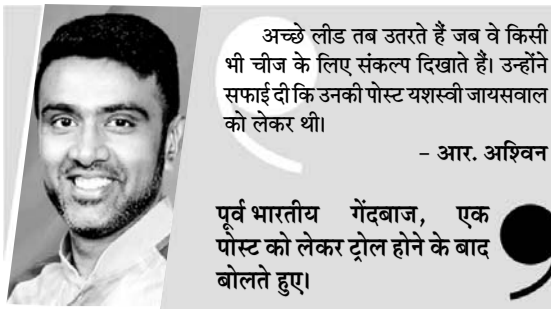 अच्छे लीड तब उतरते हैं जब वे किसी
भी चीज के लिए संकल्प दिखाते हैं। उन्होंने
सफाई दी कि उनकी पोस्ट यशस्वी जायसवाल
को लेकर थी।
- आर. अश्विन
पूर्व भारतीय गेंदबाज, एक
पोस्ट को लेकर ट्रोल होने के बाद
बोलते हुए।